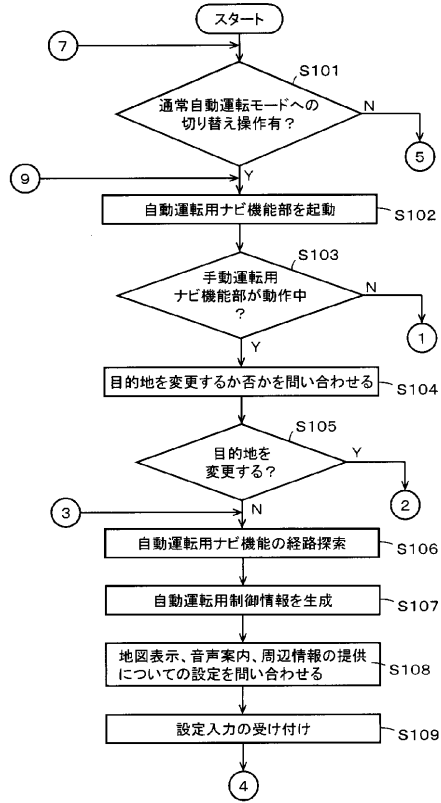 スタート
7
S101
通常自動運転モードへの
切り替え操作有?
N
5
Y
9
自動運転用ナビ機能部を起動
S102
S103
手動運転用
ナビ機能部が動作中
?
N
1
Y
目的地を変更するか否かを問い合わせる
S104
S105
目的地を
変更する?
Y
2
N
3
自動運転用ナビ機能の経路探索
S106
自動運転用制御情報を生成
S107
地図表示、音声案内、周辺情報の提供
についての設定を問い合わせる
S108
設定入力の受け付け
S109
4